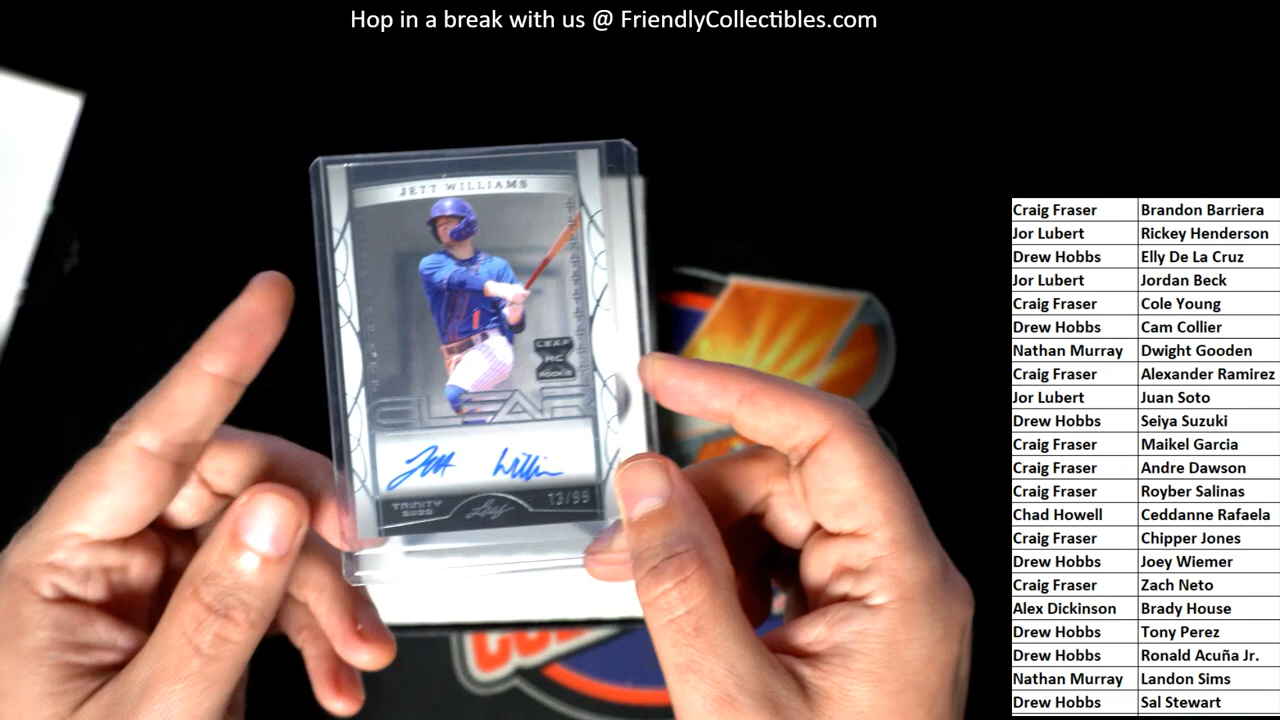 Hop in a break with us @ FriendlyCollectibles.com
JETT WILLIAMS
LEAF
RC
ROOKIE
CLEAR
Jett Willi
TRINITY
Leaf
13/99
Craig Fraser Brandon Barriera
Jor Lubert Rickey Henderson
Drew Hobbs Elly De La Cruz
Jor Lubert Jordan Beck
Craig Fraser Cole Young
Drew Hobbs Cam Collier
Nathan Murray Dwight Gooden
Craig Fraser Alexander Ramirez
Jor Lubert Juan Soto
Drew Hobbs Seiya Suzuki
Craig Fraser Maikel Garcia
Craig Fraser Andre Dawson
Craig Fraser Royber Salinas
Chad Howell Ceddanne Rafaela
Craig Fraser Chipper Jones
Drew Hobbs Joey Wiemer
Craig Fraser Zach Neto
Alex Dickinson Brady House
Drew Hobbs Tony Perez
Drew Hobbs Ronald Acuña Jr.
Nathan Murray Landon Sims
Drew Hobbs Sal Stewart